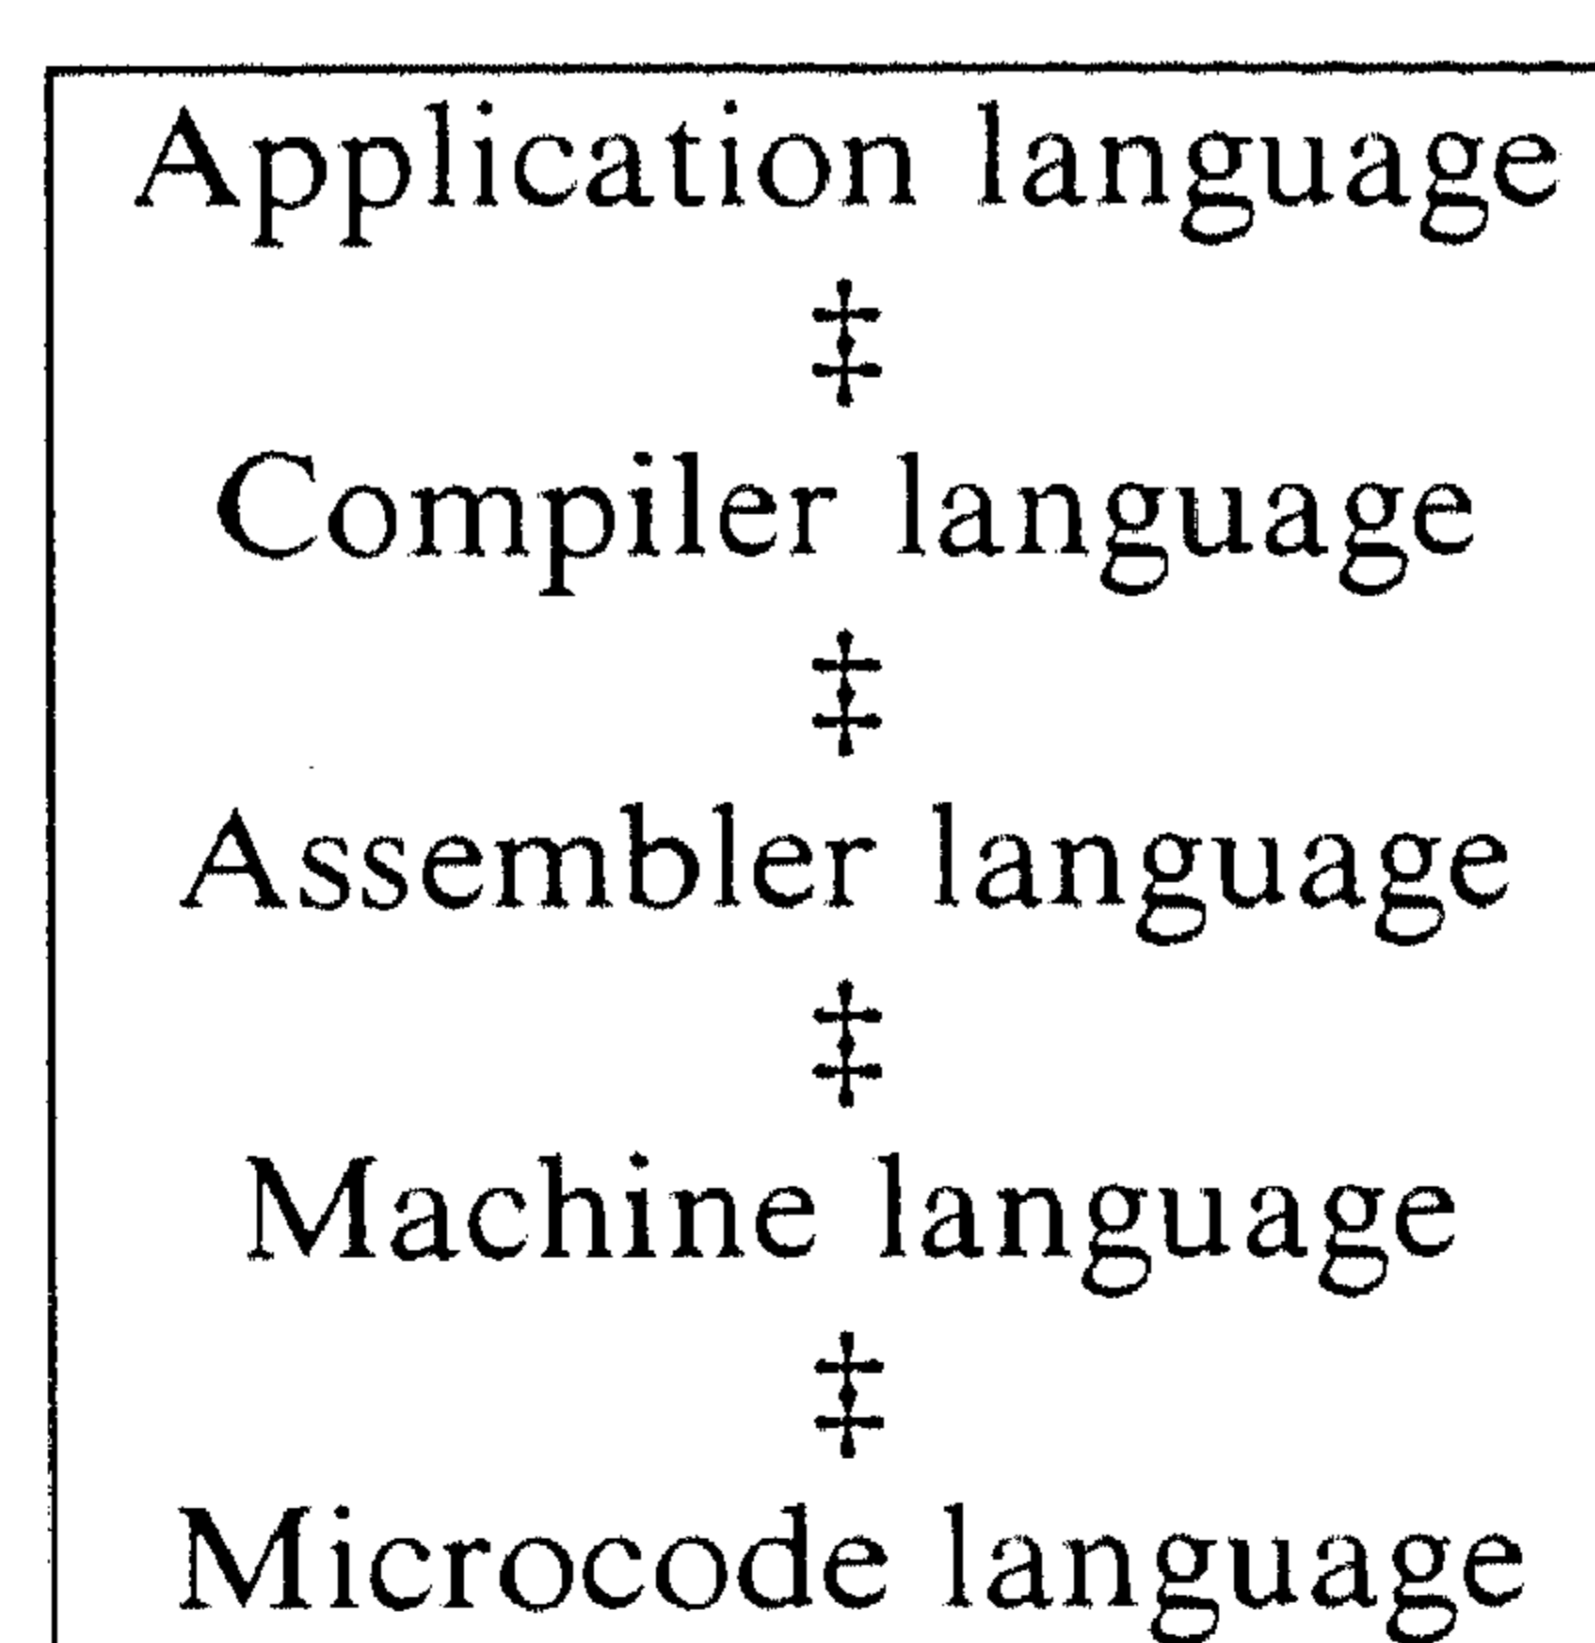 Application language
‡
Compiler language
‡
Assembler language
‡
Machine language
‡
Microcode language